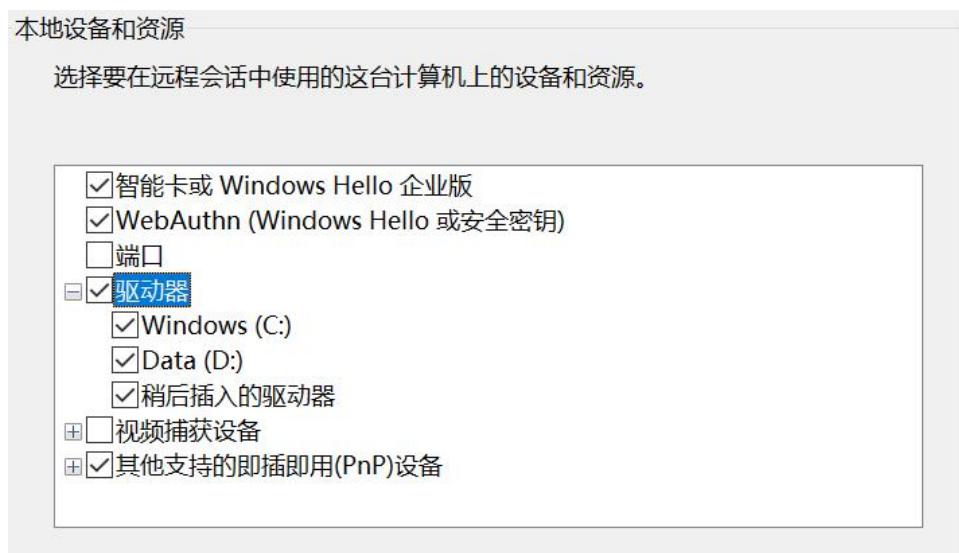 本地设备和资源
选择要在远程会话中使用的这台计算机上的设备和资源。
智能卡或 Windows Hello 企业版
WebAuthn (Windows Hello 或安全密钥)
端口
驱动器
Windows (C:)
Data (D:)
稍后插入的驱动器
视频捕获设备
其他支持的即插即用(PnP)设备